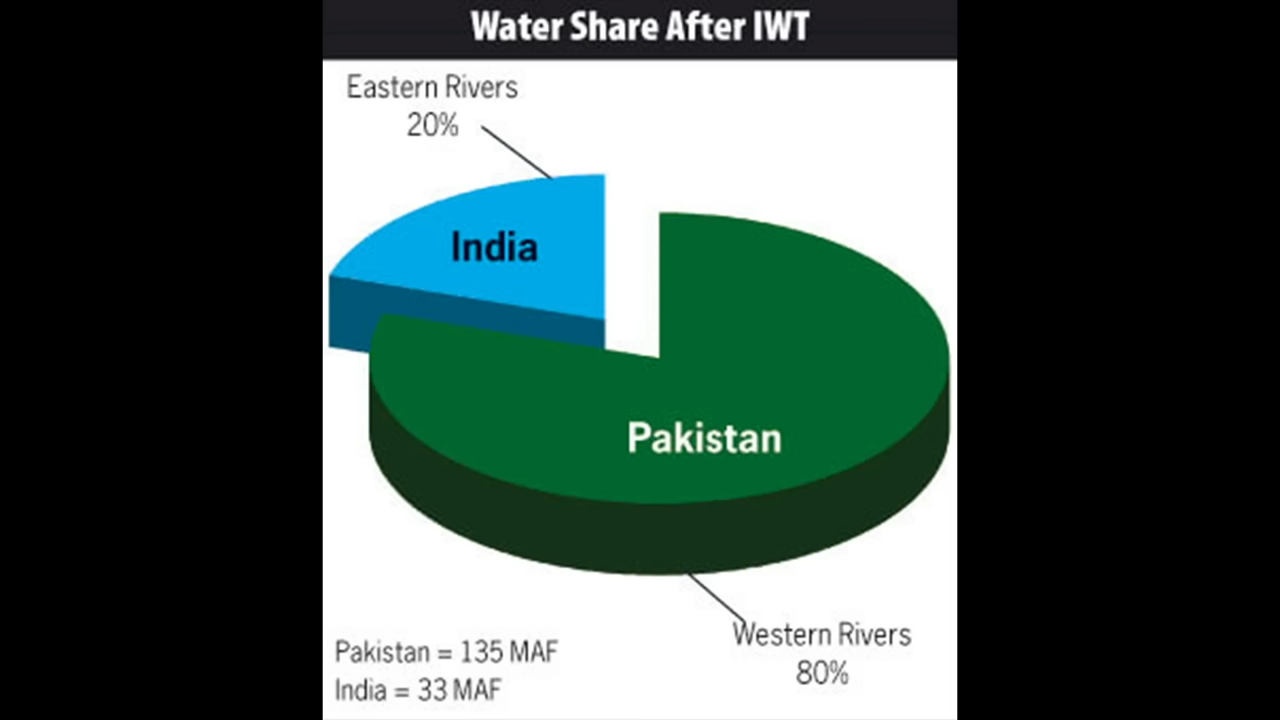 Water Share After IWT
Eastern Rivers
20%
India
Pakistan
Western Rivers
80%
Pakistan = 135 MAF
India = 33 MAF